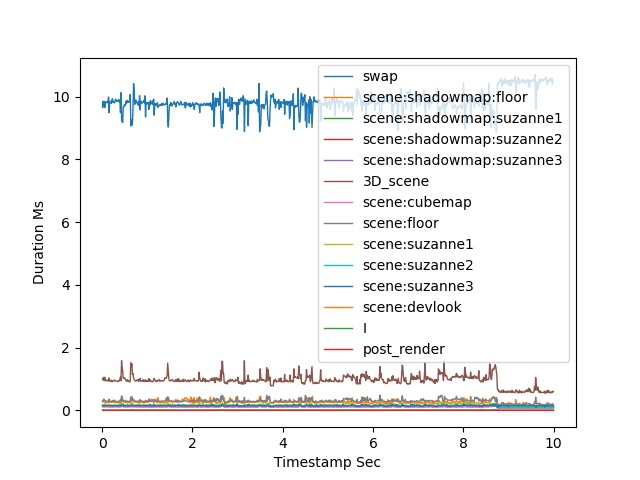 swap
scene:shadowmap:floor
scene:shadowmap:suzanne1
scene:shadowmap:suzanne2
scene:shadowmap:suzanne3
3D_scene
scene:cubemap
scene:floor
scene:suzanne1
scene:suzanne2
scene:suzanne3
scene:devlook
I
post_render
Duration Ms
10
8
6
4
2
0
0 2 4 6 8 10
Timestamp Sec